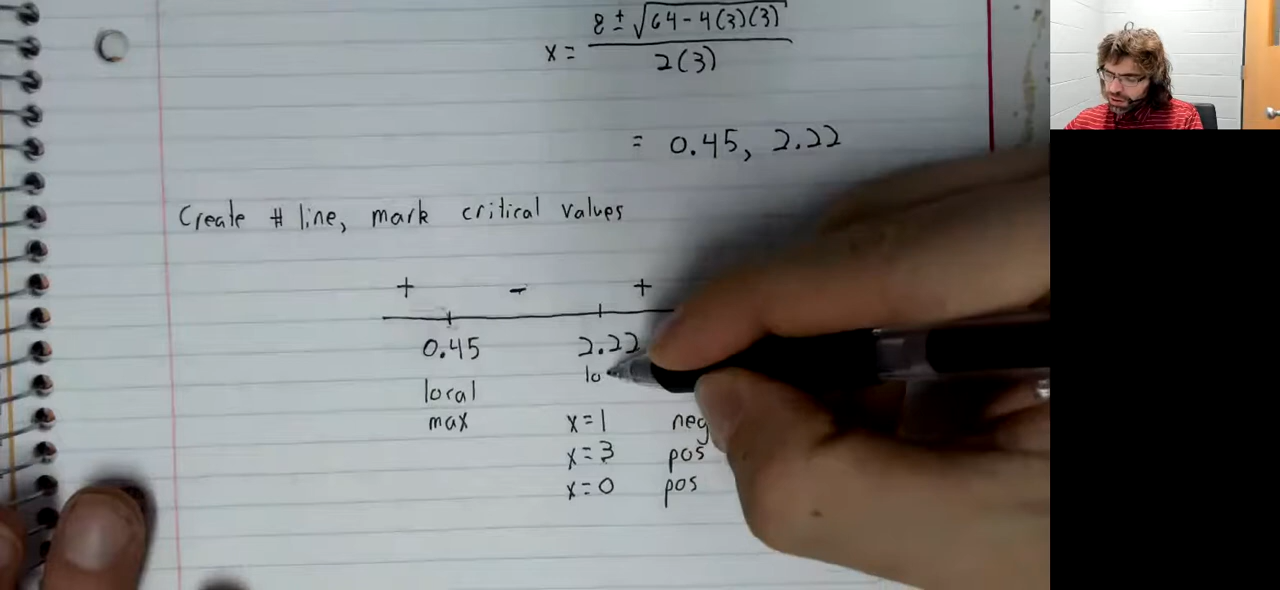 x = 8 ± √64 - 4(3)(3) / 2(3)
= 0.45, 2.22
Create # line, mark critical values
+ - +
0.45 2.22
local lo
max
x = 1 neg
x = 3 pos
x = 0 pos